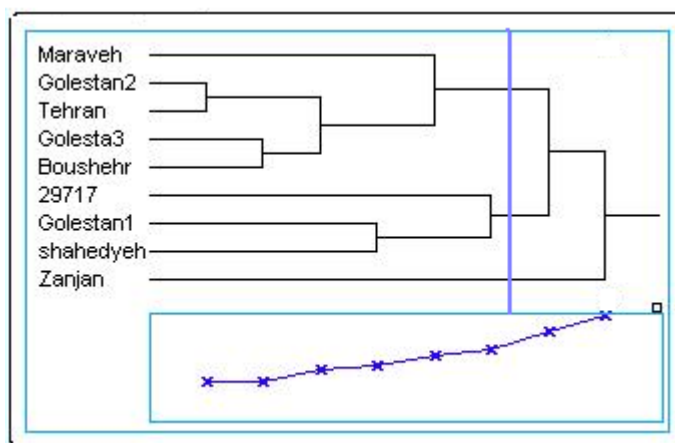 Maraveh
Golestan2
Tehran
Golesta3
Boushehr
29717
Golestan1
shahedyeh
Zanjan